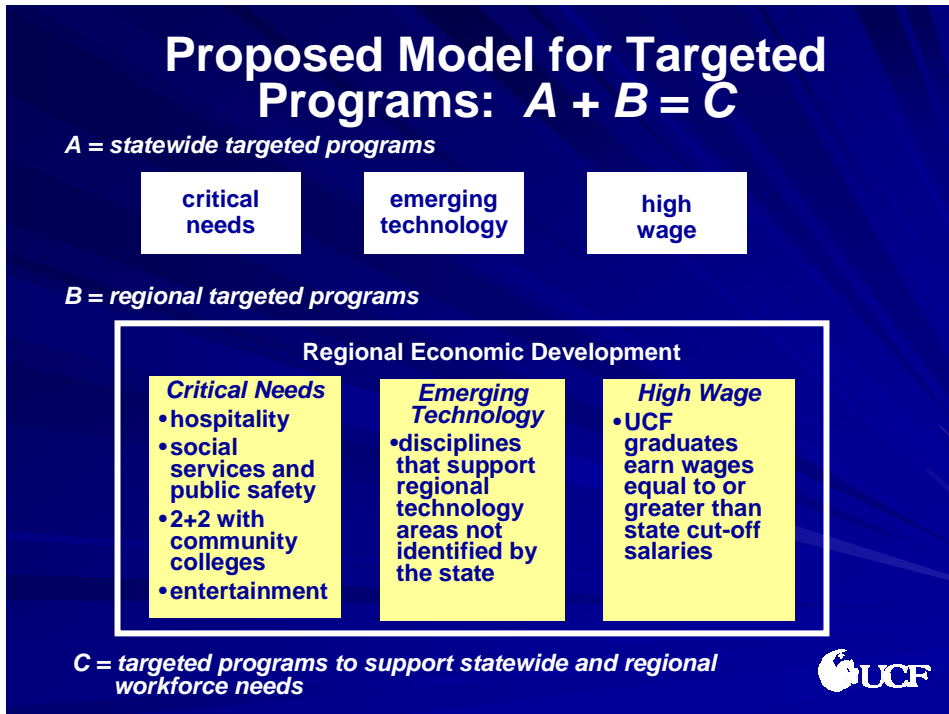 Proposed Model for Targeted
Programs: A + B = C
A = statewide targeted programs
critical
needs
emerging
technology
high
wage
B = regional targeted programs
Regional Economic Development
Critical Needs
•hospitality
•social
services and
public safety
•2+2 with
community
colleges
•entertainment
Emerging
Technology
•disciplines
that support
regional
technology
areas not
identified by
the state
High Wage
•UCF
graduates
earn wages
equal to or
greater than
state cut-off
salaries
C = targeted programs to support statewide and regional
workforce needs
UCF